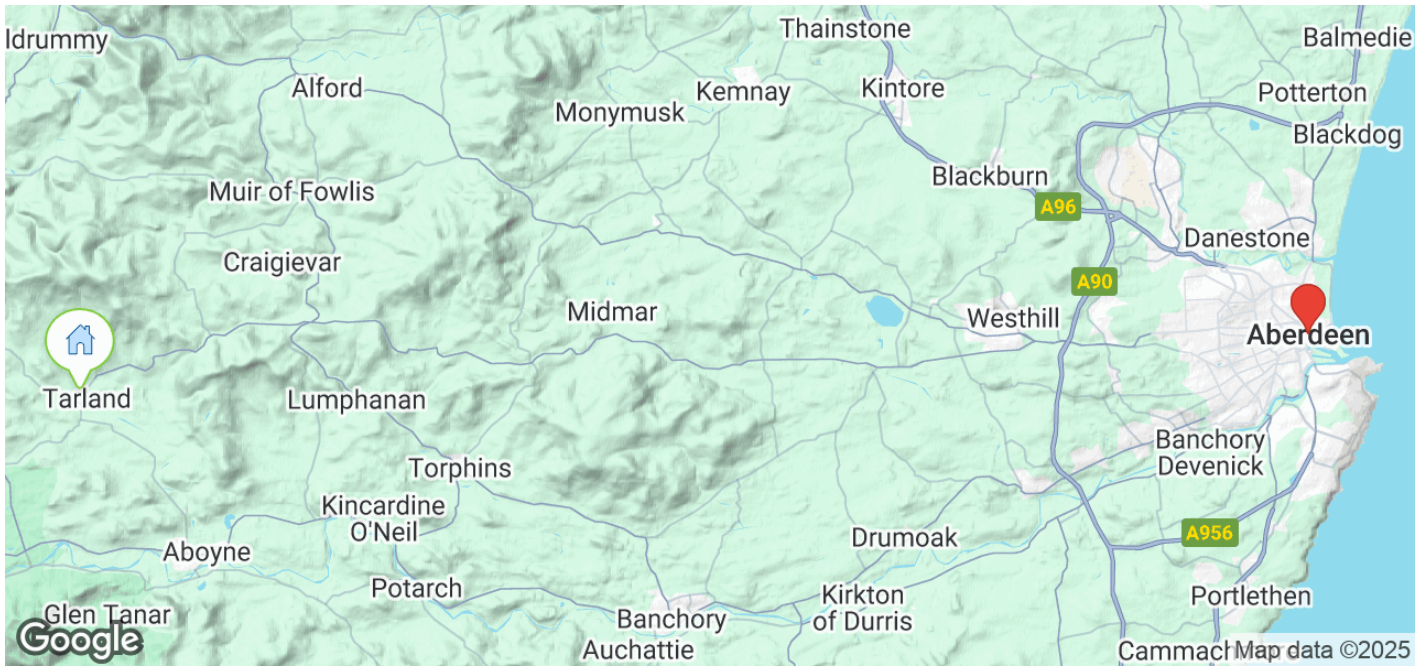 Thainstone
Balmedie
ldrummy
Alford
Kemnay
Kintore
Potterton
Monymusk
Blackdog
Blackburn
Muir of Fowlis
A96
Danestone
Craigievar
A90
Midmar
Westhill
Aberdeen
Tarland
Lumphanan
Banchory
Devenick
Torphins
Kincardine
O'Neil
Drumoak
A956
Aboyne
Potarch
Kirkton
of Durris
Portlethen
Glen Tanar
Banchory
Google
Auchattie
Map data ©2025